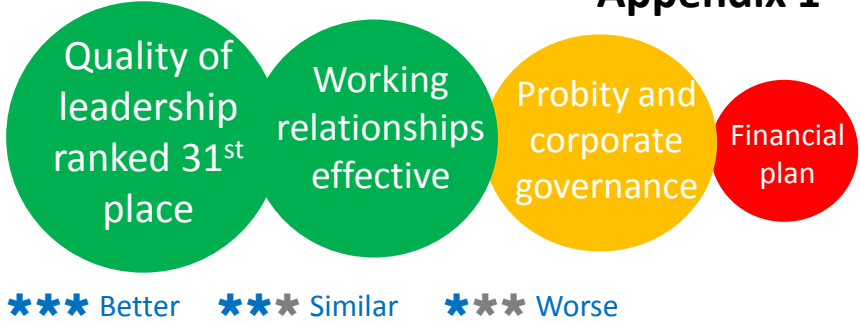 Appendix 1
Quality of
leadership
ranked 31st
place
Working
relationships
effective
Probity and
corporate
governance
Financial
plan
*** Better *** Similar *** Worse